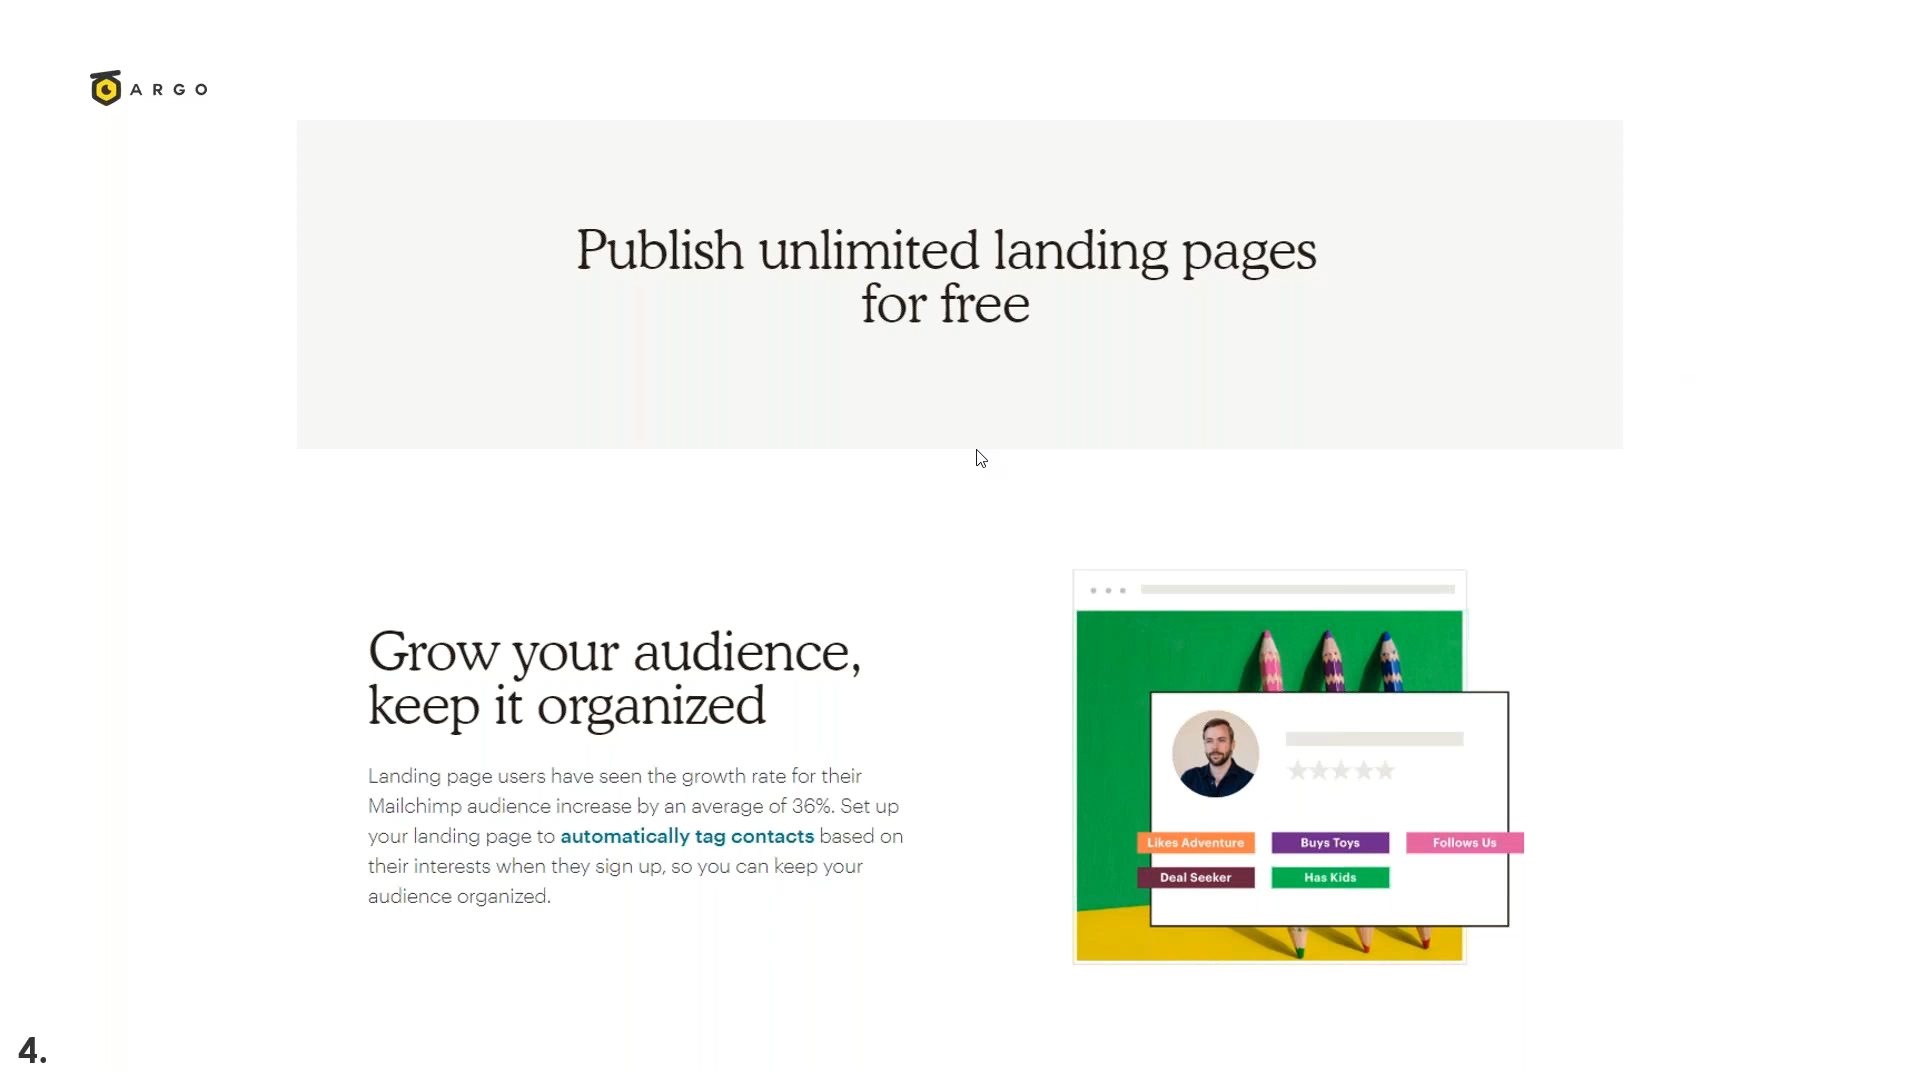 ARGO
Publish unlimited landing pages
for free
Grow your audience,
keep it organized
Landing page users have seen the growth rate for their
Mailchimp audience increase by an average of 36%. Set up
your landing page to automatically tag contacts based on
their interests when they sign up, so you can keep your
audience organized.
Likes Adventure
Buys Toys
Follows Us
Deal Seeker
Has Kids
4.